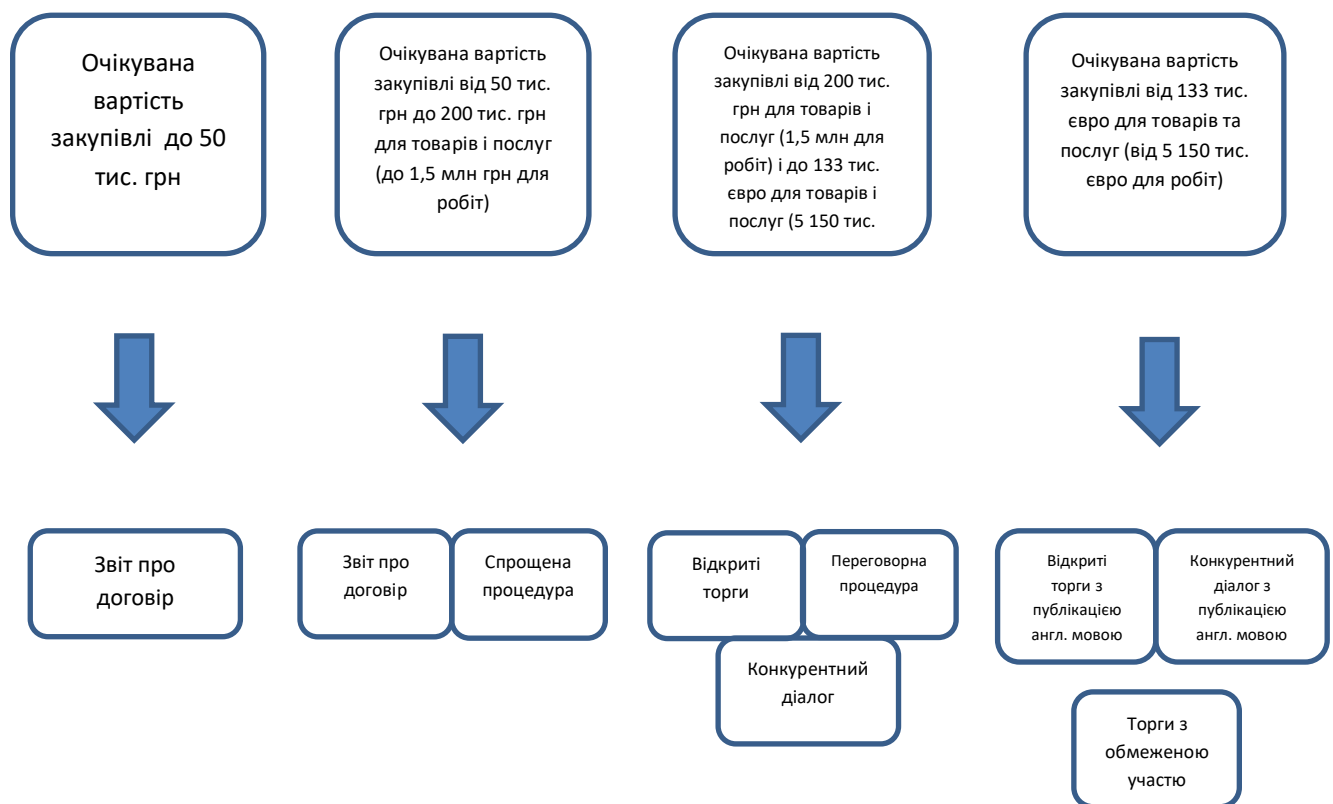 Очікувана
вартість
закупівлі до 50
тис. грн
Очікувана вартість
закупівлі від 50 тис.
грн до 200 тис. грн
для товарів і послуг
(до 1,5 млн грн для
робіт)
Очікувана вартість
закупівлі від 200 тис.
грн для товарів і
послуг (1,5 млн для
робіт) і до 133 тис.
євро для товарів і
послуг (5 150 тис.
Очікувана вартість
закупівлі від 133 тис.
євро для товарів та
послуг (від 5 150 тис.
євро для робіт)
Звіт про
договір
Звіт про
договір
Спрощена
процедура
Відкриті
торги
Переговорна
процедура
Конкурентний
діалог
Відкриті
торги з
публікацією
англ. мовою
Конкурентний
діалог з
публікацією
англ. мовою
Торги з
обмеженою
участю